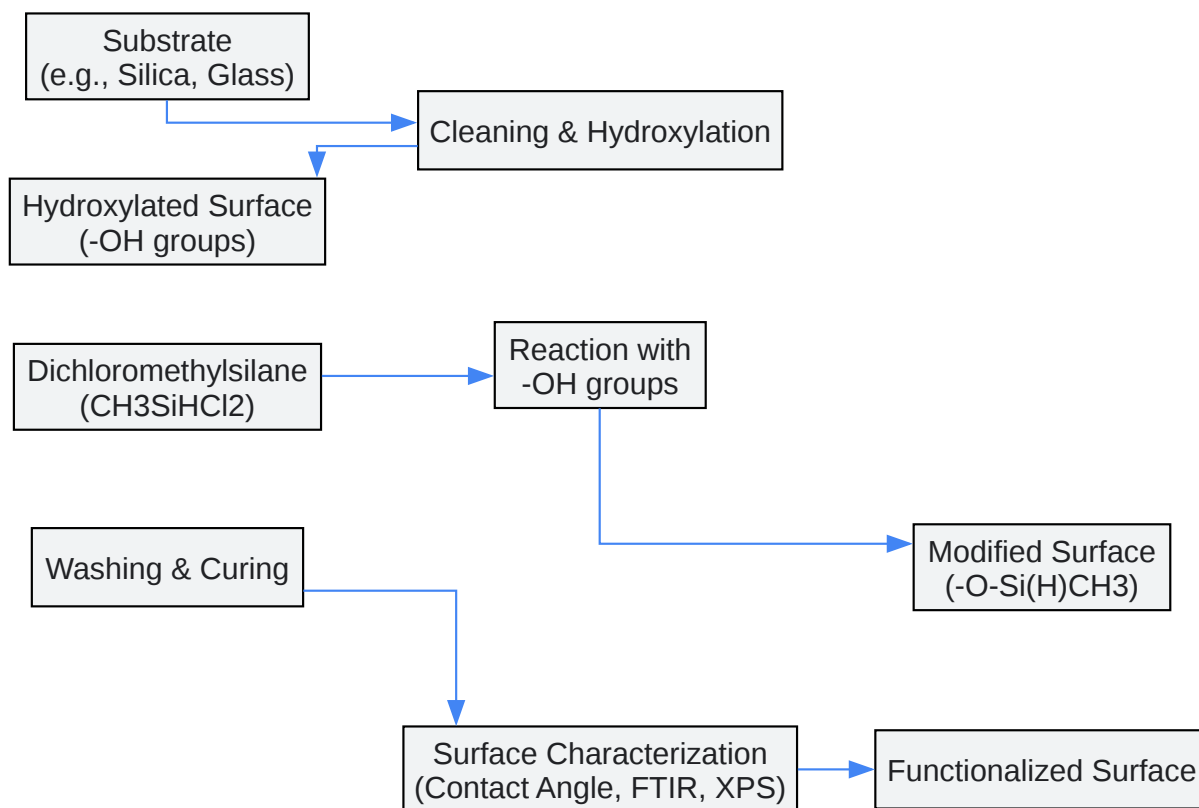 Substrate
(e.g., Silica, Glass)
Cleaning & Hydroxylation
Hydroxylated Surface
(-OH groups)
Dichloromethylsilane
(CH3SiHCl2)
Reaction with
-OH groups
Washing & Curing
Modified Surface
(-O-Si(H)CH3)
Surface Characterization
(Contact Angle, FTIR, XPS)
Functionalized Surface